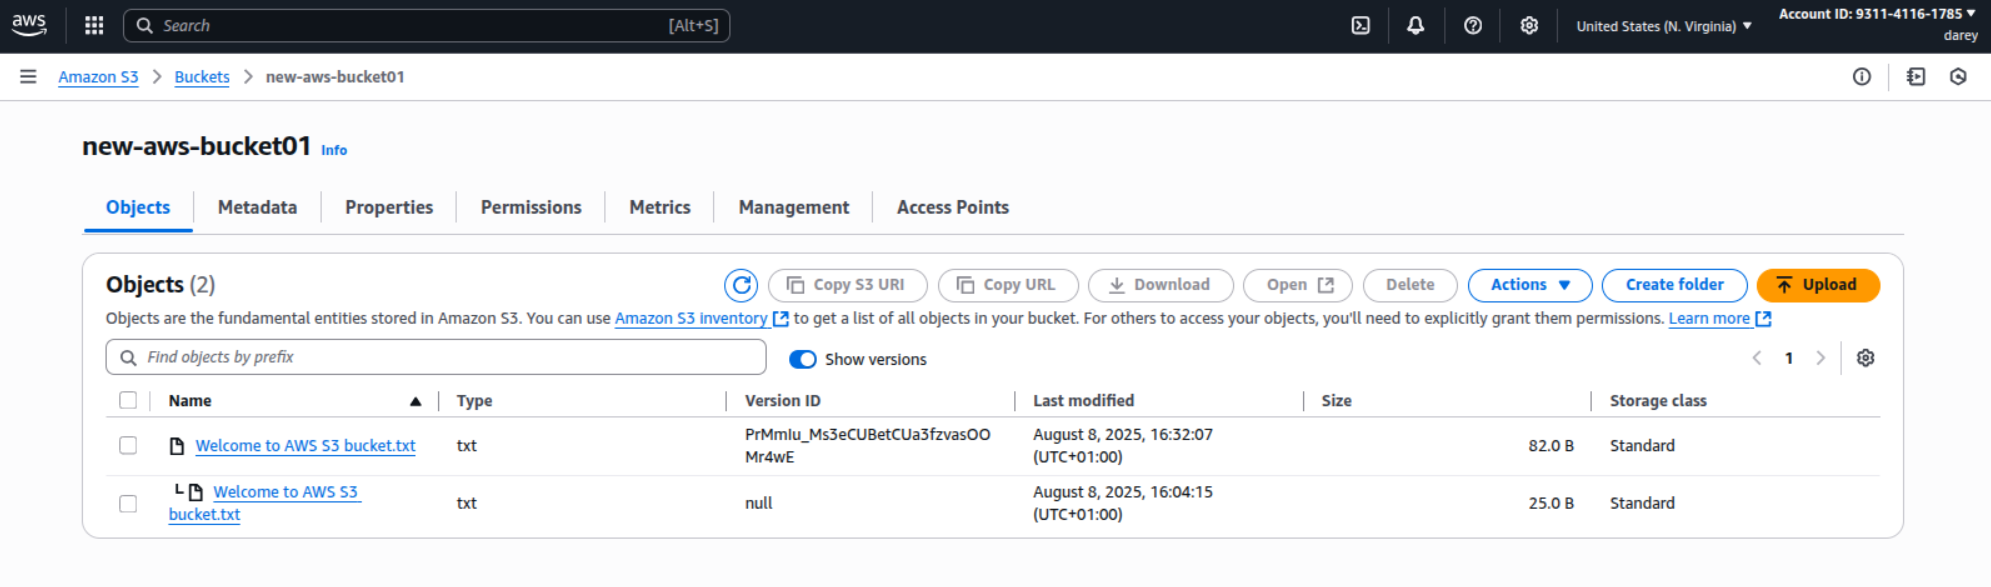 aws
Search [Alt+S]
United States (N. Virginia) ▼
Account ID: 9311-4116-1785 ▼
darey
Amazon S3 > Buckets > new-aws-bucket01
new-aws-bucket01 Info
Objects Metadata Properties Permissions Metrics Management Access Points
Objects (2)
Copy S3 URI Copy URL Download Open Delete Actions ▼ Create folder Upload
Objects are the fundamental entities stored in Amazon S3. You can use Amazon S3 inventory to get a list of all objects in your bucket. For others to access your objects, you'll need to explicitly grant them permissions. Learn more
Find objects by prefix
Show versions
< 1 >
Name ▲ Type Version ID Last modified Size Storage class
Welcome to AWS S3 bucket.txt txt PrMmIu_Ms3eCUBetCUa3fzvasOO August 8, 2025, 16:32:07 82.0 B Standard
Mr4wE (UTC+01:00)
Welcome to AWS S3 txt null August 8, 2025, 16:04:15 25.0 B Standard
bucket.txt (UTC+01:00)